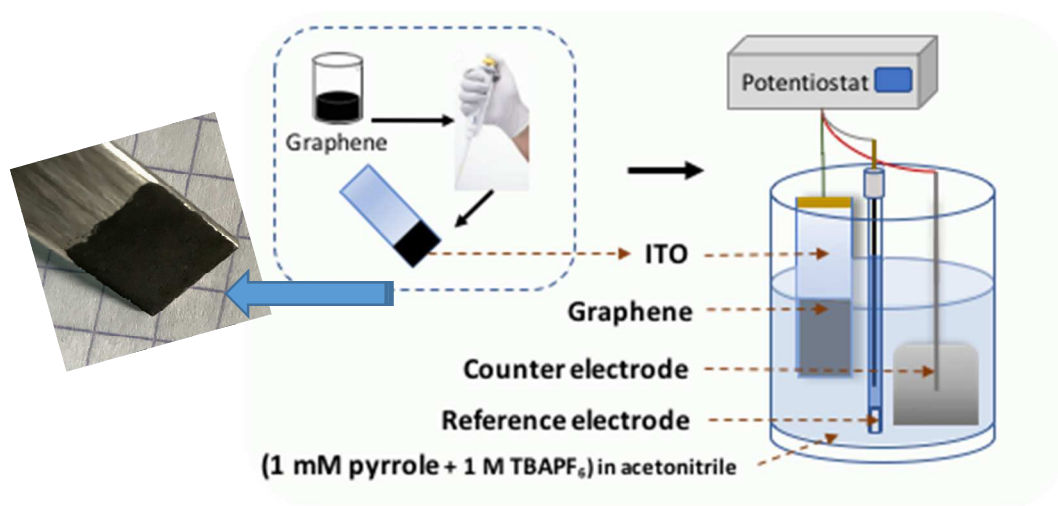 Potentiostat
Graphene
ITO
Graphene
Counter electrode
Reference electrode
(1 mM pyrrole + 1 M TBAPF₆) in acetonitrile